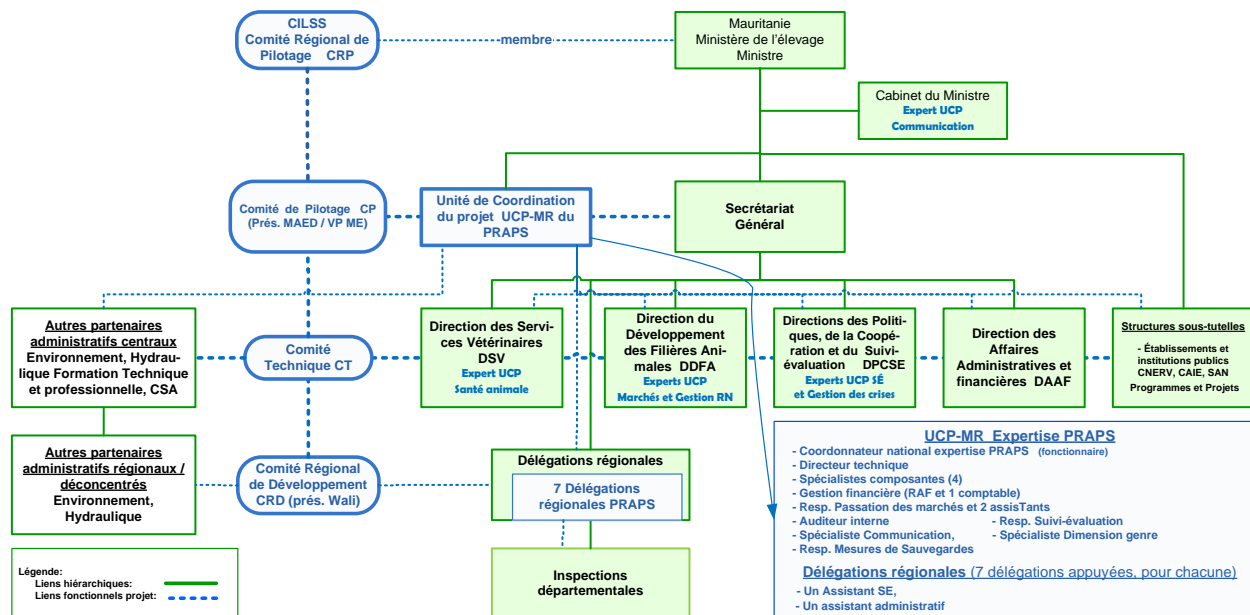 CILSS
Comité Régional de
Pilotage CRP
membre
Mauritanie
Ministère de l'élevage
Ministre
Cabinet du Ministre
Expert UCP
Communication
Comité de Pilotage CP
(Prés. MAED / VP ME)
Unité de Coordination
du projet UCP-MR du
PRAPS
Secrétariat
Général
Autres partenaires
administratifs centraux
Environnement, Hydrau-
lique Formation Technique
et professionnelle, CSA
Comité
Technique CT
Direction des Servi-
ces Vétérinaires
DSV
Expert UCP
Santé animale
Direction du
Développement
des Filières Ani-
males DDFA
Experts UCP
Marchés et Gestion RN
Directions des Politi-
ques, de la Coopé-
ration et du Suivi-
évaluation DPCSE
Experts UCP SÉ
et Gestion des crises
Direction des
Affaires
Administratives et
financières DAAF
Structures sous-tutelles
- Établissements et
institutions publics
CNERV, CAIE, SAN
Programmes et Projets
Autres partenaires
administratifs régionaux /
déconcentrés
Environnement,
Hydraulique
Comité Régional
de Développement
CRD (prés. Wali)
Délégations régionales
7 Délégations
régionales PRAPS
Inspections
départementales
UCP-MR Expertise PRAPS
- Coordonnateur national expertise PRAPS (fonctionnaire)
- Directeur technique
- Spécialistes composantes (4)
- Gestion financière (RAF et 1 comptable)
- Resp. Passation des marchés et 2 assisTants
- Auditeur interne - Resp. Suivi-évaluation
- Spécialiste Communication, - Spécialiste Dimension genre
- Resp. Mesures de Sauvegardes
Délégations régionales (7 délégations appuyées, pour chacune)
- Un Assistant SE,
- Un assistant administratif
Légende:
Liens hiérarchiques:
Liens fonctionnels projet: